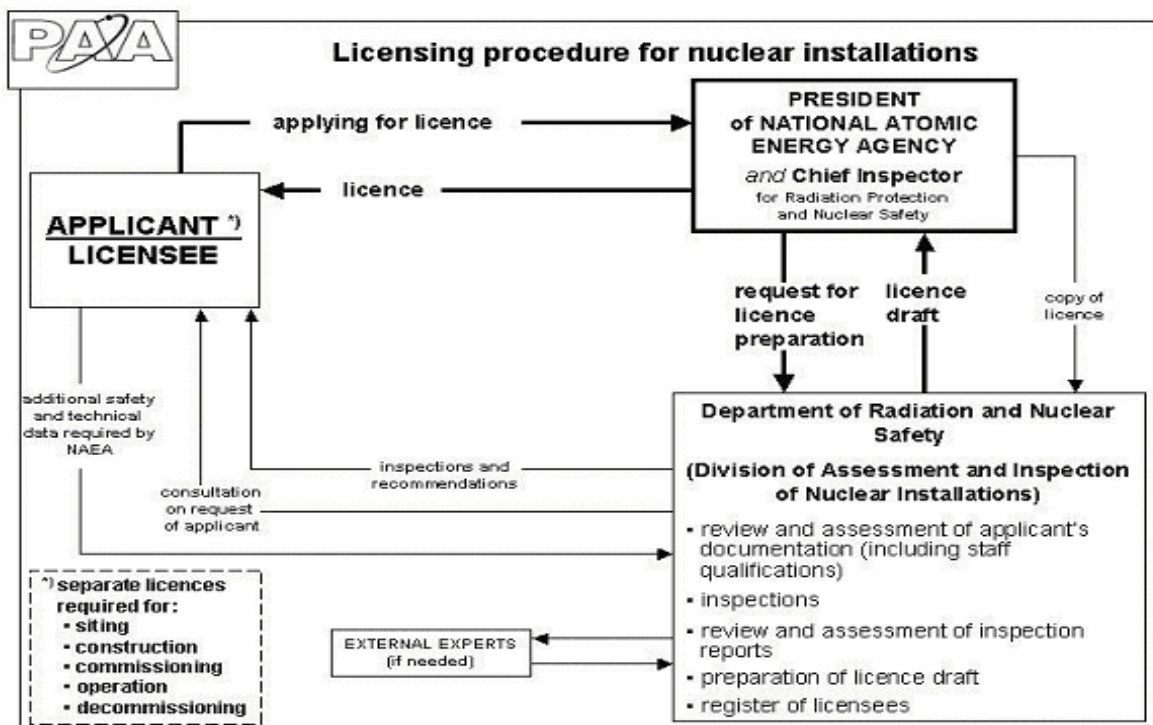 PAA
Licensing procedure for nuclear installations
applying for licence
licence
PRESIDENT
of NATIONAL ATOMIC
ENERGY AGENCY
and Chief Inspector
for Radiation Protection
and Nuclear Safety
APPLICANT *)
LICENSEE
request for
licence
preparation
licence
draft
copy of
licence
additional safety
and technical
data required by
NAEA
inspections and
recommendations
consultation
on request
of applicant
Department of Radiation and Nuclear
Safety
(Division of Assessment and Inspection
of Nuclear Installations)
▪ review and assessment of applicant's
documentation (including staff
qualifications)
▪ inspections
▪ review and assessment of inspection
reports
▪ preparation of licence draft
▪ register of licensees
EXTERNAL EXPERTS
(if needed)
*) separate licences
required for:
▪ siting
▪ construction
▪ commissioning
▪ operation
▪ decommissioning